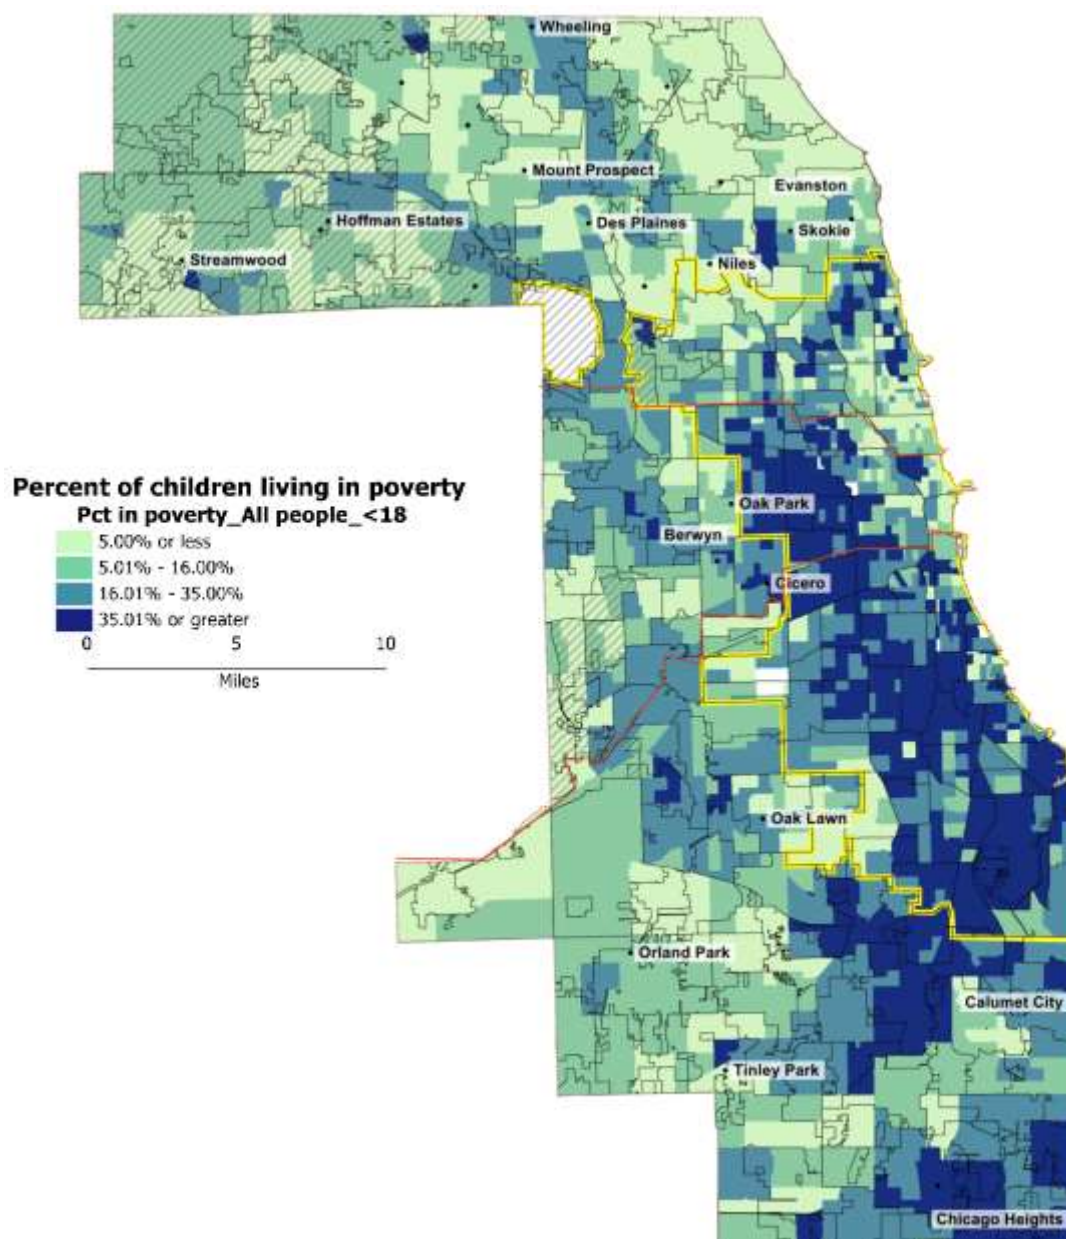 Wheeling
Mount Prospect
Evanston
Hoffman Estates
Des Plaines
Skokie
Streamwood
Niles
Percent of children living in poverty
Pct in poverty_All people_<18
5.00% or less
5.01% - 16.00%
16.01% - 35.00%
35.01% or greater
0 5 10
Miles
Oak Park
Berwyn
Cicero
Oak Lawn
Orland Park
Calumet City
Tinley Park
Chicago Heights